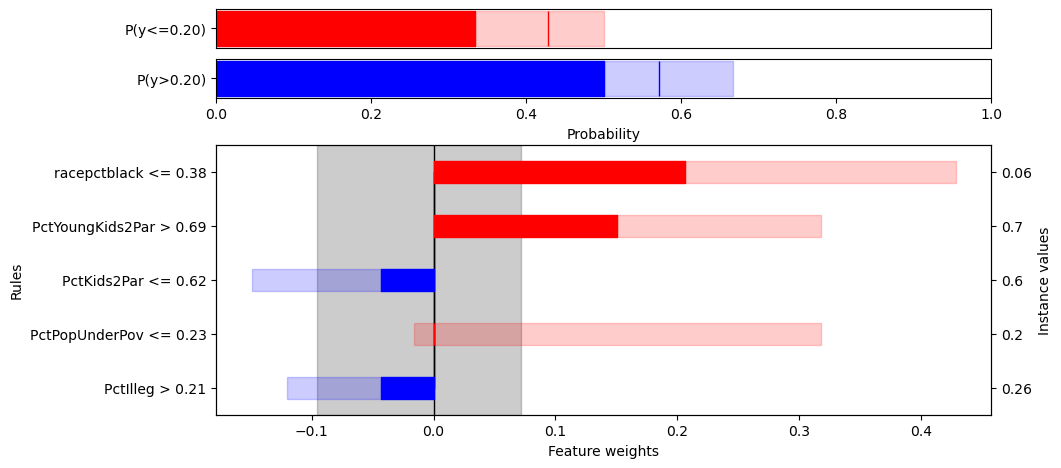 P(y<=0.20)
P(y>0.20)
0.0 0.2 0.4 0.6 0.8 1.0
Probability
racepctblack <= 0.38 0.06
PctYoungKids2Par > 0.69 0.7
PctKids2Par <= 0.62 0.6
PctPopUnderPov <= 0.23 0.2
PctIlleg > 0.21 0.26
Rules
Instance values
−0.1 0.0 0.1 0.2 0.3 0.4
Feature weights